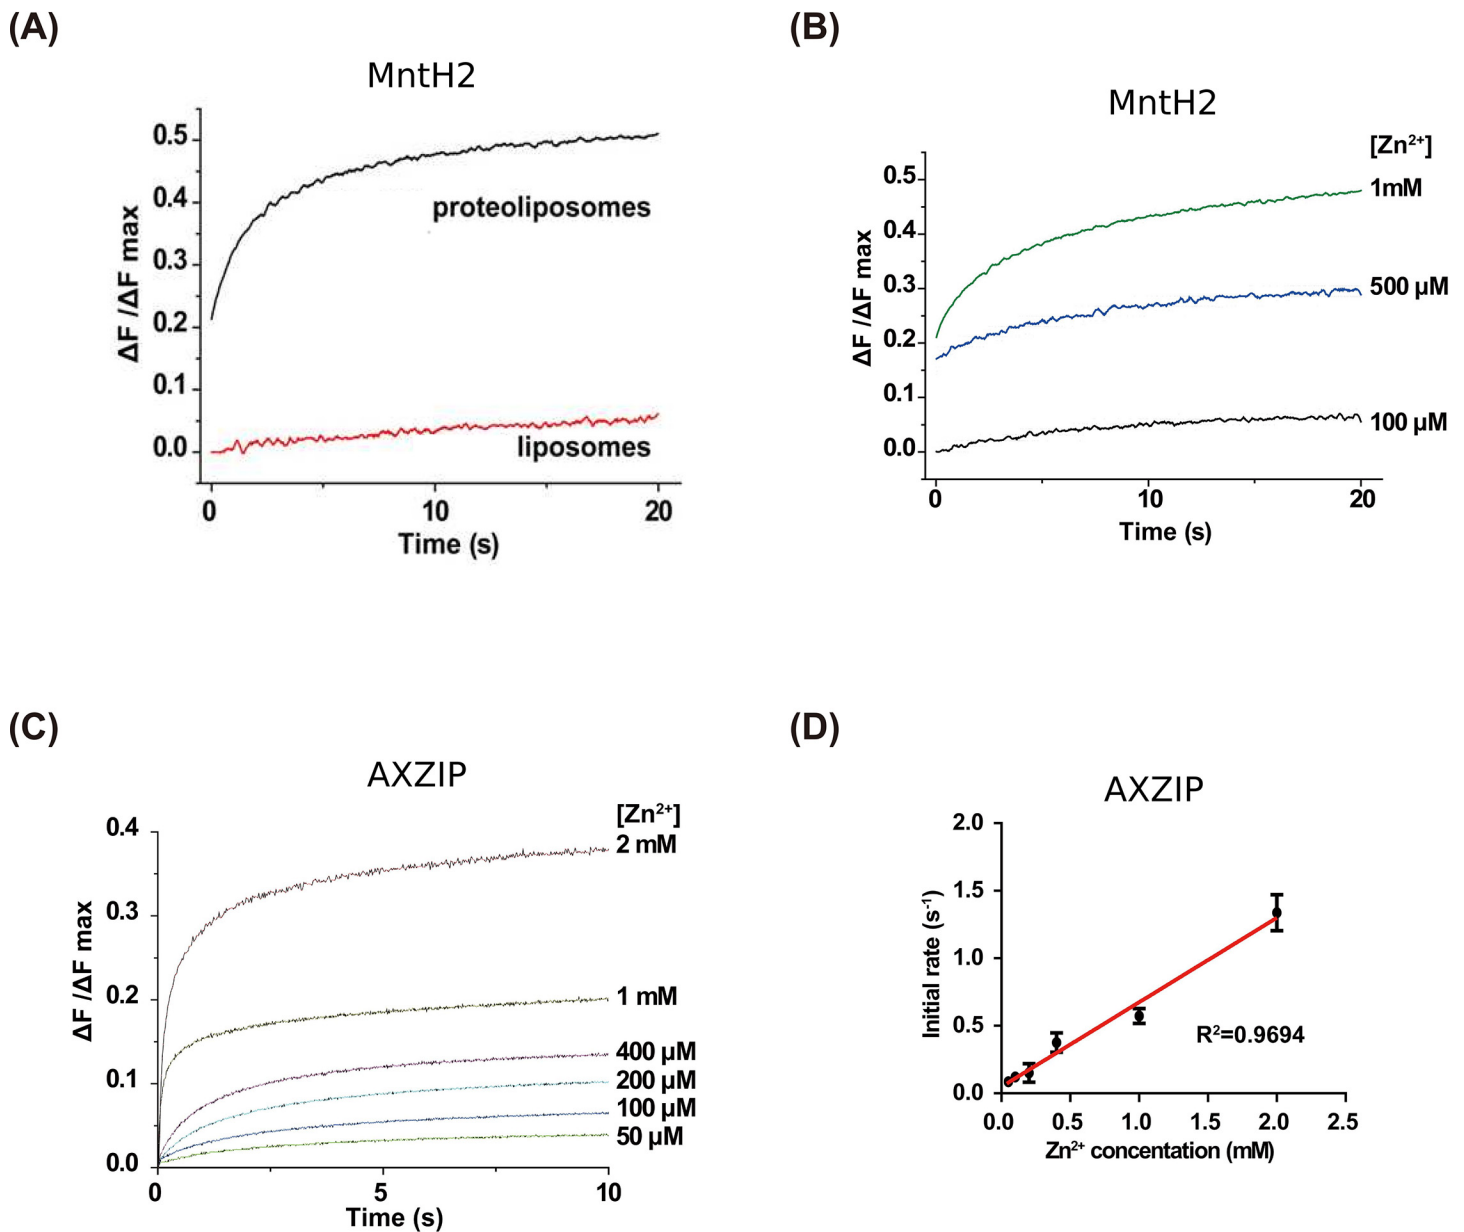 (A)
MntH2
0.5
0.4
0.3
0.2
0.1
0.0
ΔF /ΔF max
proteoliposomes
liposomes
0 10 20
Time (s)
(B)
MntH2
[Zn²⁺]
0.5
0.4
0.3
0.2
0.1
0.0
ΔF /ΔF max
1mM
500 µM
100 µM
0 10 20
Time (s)
(C)
AXZIP
[Zn²⁺]
0.4
0.3
0.2
0.1
0.0
ΔF /ΔF max
2 mM
1 mM
400 µM
200 µM
100 µM
50 µM
0 5 10
Time (s)
(D)
AXZIP
2.0
1.5
1.0
0.5
0.0
Initial rate (s⁻¹)
R²=0.9694
0.0 0.5 1.0 1.5 2.0 2.5
Zn²⁺ concentation (mM)